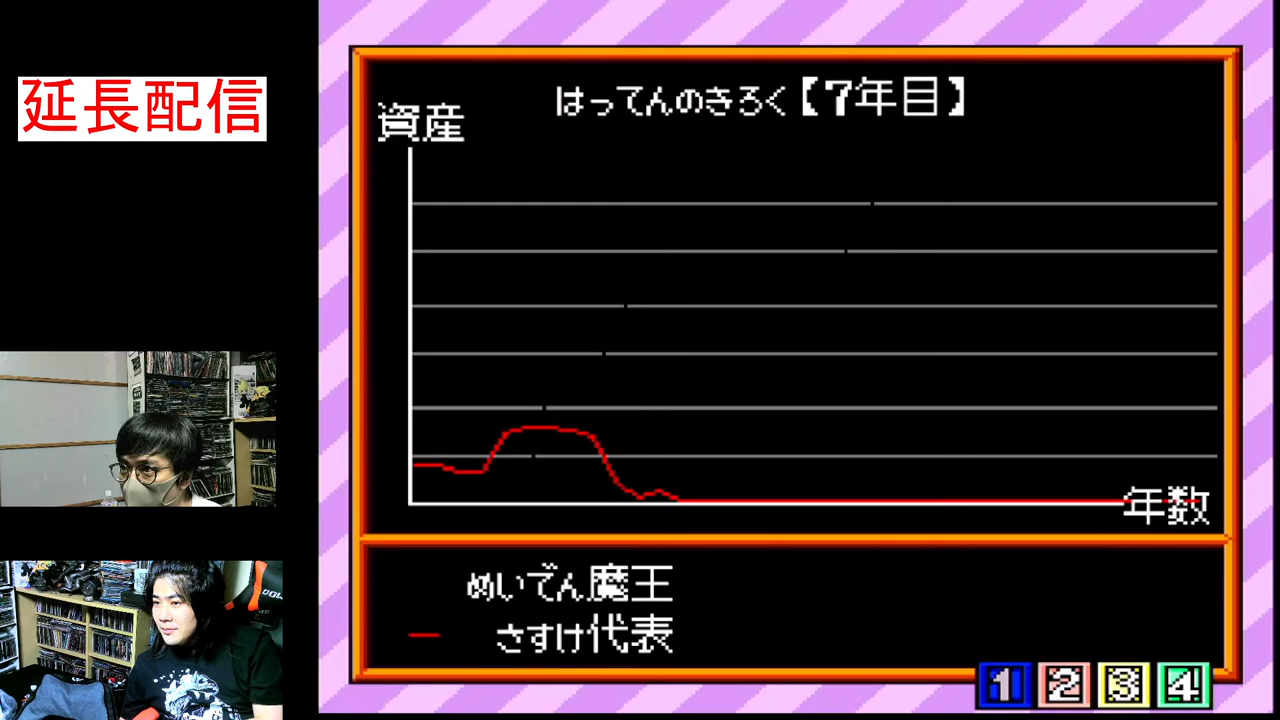 延長配信
はってんのきろく【7年目】
資産
年数
めいでん魔王
さすけ代表
1 2 3 4